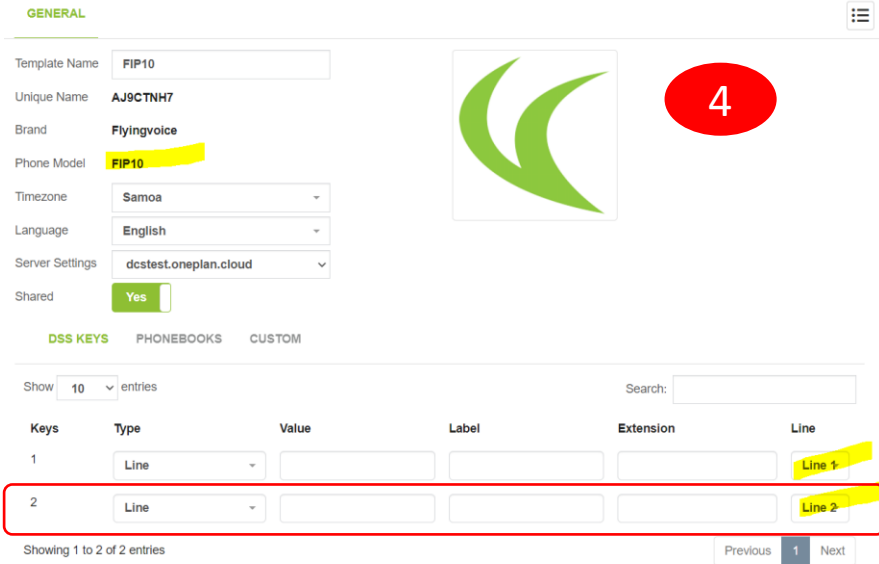 GENERAL
Template Name FIP10
Unique Name AJ9CTNH7
Brand Flyingvoice
Phone Model FIP10
Timezone Samoa
Language English
Server Settings dcstest.oneplan.cloud
Shared Yes
4
DSS KEYS PHONEBOOKS CUSTOM
Show 10 entries Search:
Keys Type Value Label Extension Line
1 Line Line 1
2 Line Line 2
Showing 1 to 2 of 2 entries Previous 1 Next